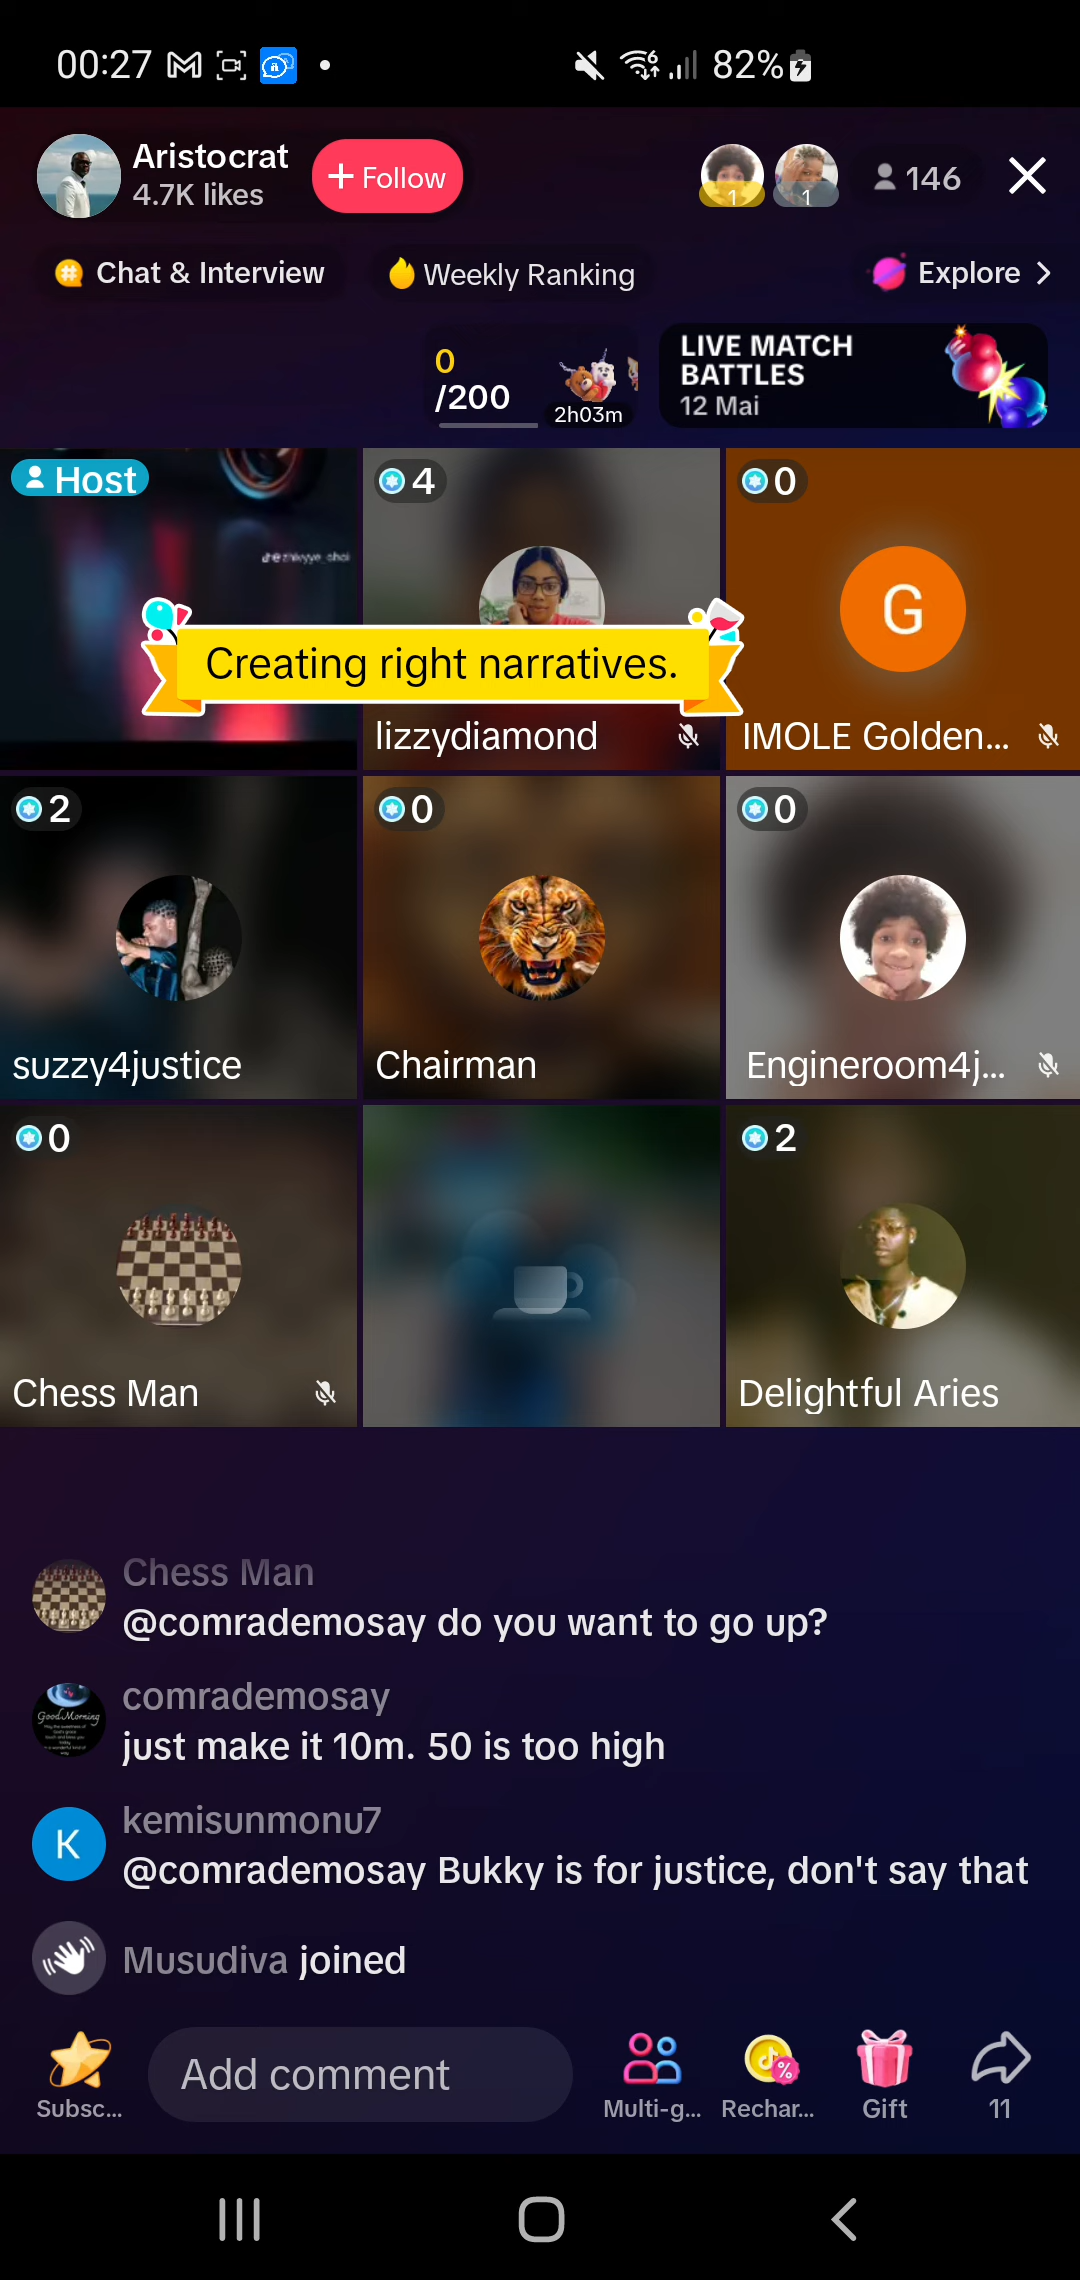 00:27
82%
Aristocrat
4.7K likes
+ Follow
1
1
146
Chat & Interview
Weekly Ranking
Explore >
0
/200
2h03m
LIVE MATCH
BATTLES
12 Mai
Host
4
0
Creating right narratives.
G
lizzydiamond
IMOLE Golden...
2
0
0
suzzy4justice
Chairman
Engineroom4j...
0
2
Chess Man
Delightful Aries
Chess Man
@comrademosay do you want to go up?
comrademosay
Good Morning
just make it 10m. 50 is too high
K
kemisunmonu7
@comrademosay Bukky is for justice, don't say that
Musudiva joined
Subsc...
Add comment
Multi-g...
Rechar...
Gift
11